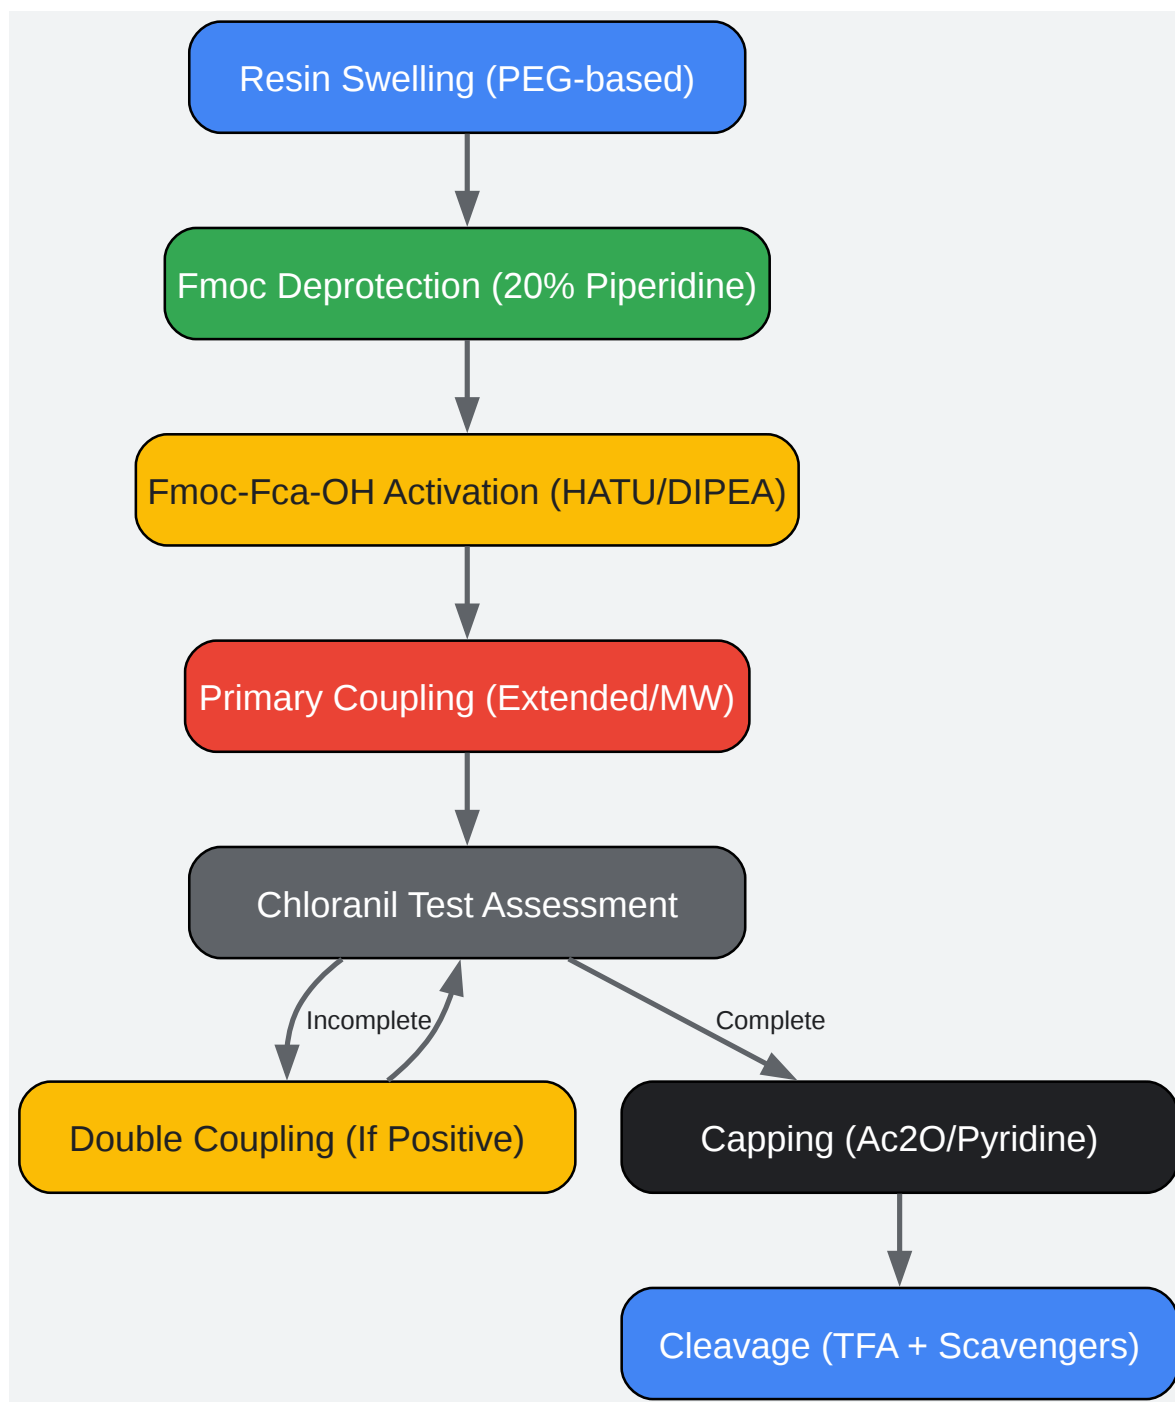 Resin Swelling (PEG-based)
Fmoc Deprotection (20% Piperidine)
Fmoc-Fca-OH Activation (HATU/DIPEA)
Primary Coupling (Extended/MW)
Chloranil Test Assessment
Incomplete
Complete
Double Coupling (If Positive)
Capping (Ac2O/Pyridine)
Cleavage (TFA + Scavengers)